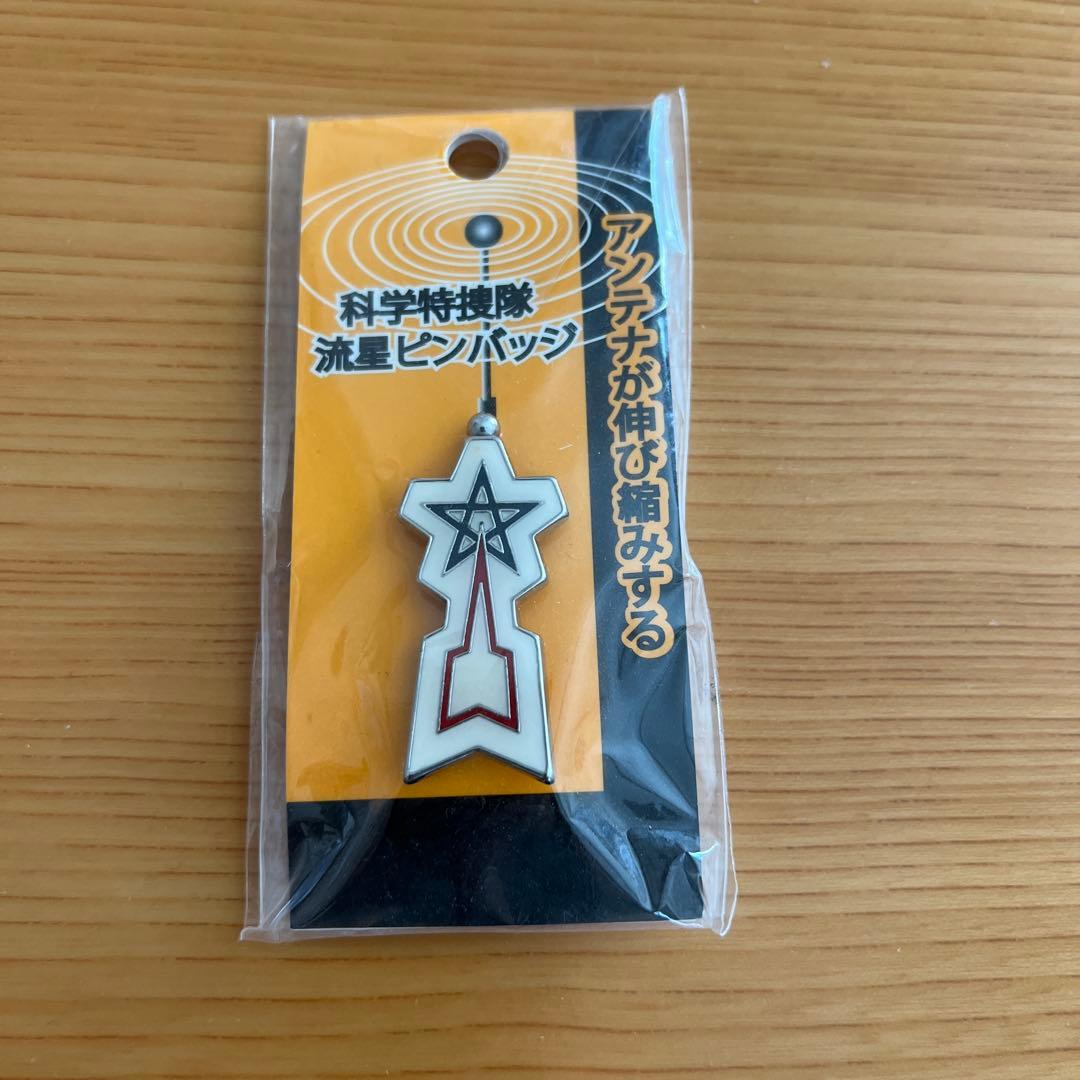 科学特捜隊
流星ピンバッジ
アンテナが伸び縮みする